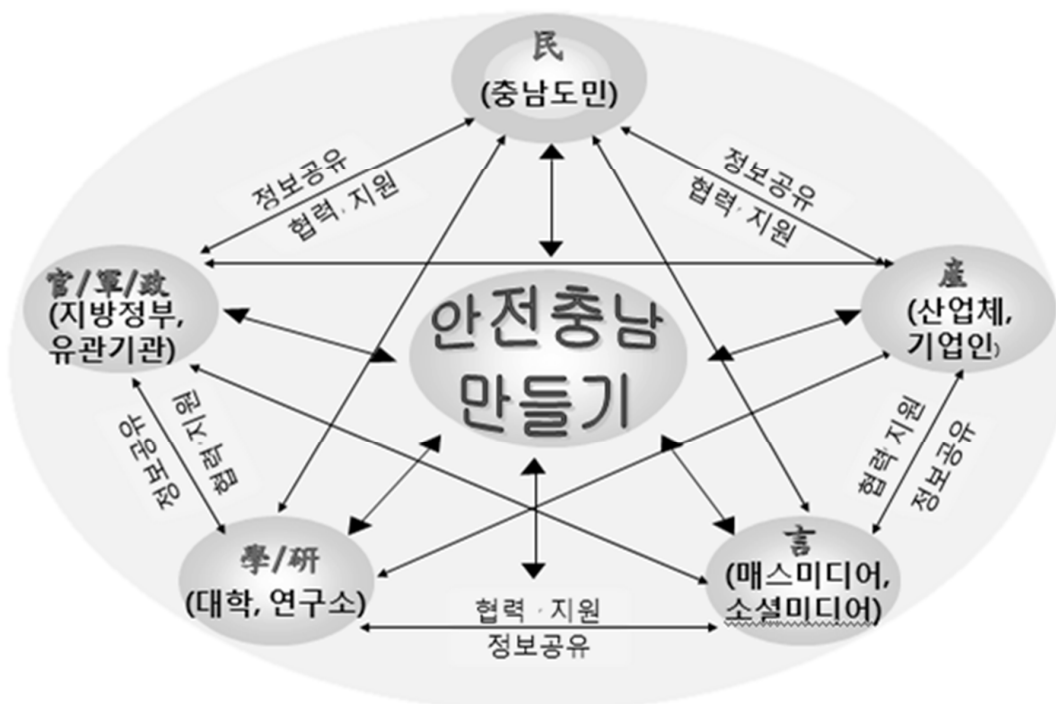 民
(충남도민)
정보공유
협력·지원
정보공유
협력·지원
官/軍/政
(지방정부,
유관기관)
産
(산업체,
기업인)
안전충남
만들기
정보공유
협력·지원
협력·지원
정보공유
學/硏
(대학, 연구소)
言
(매스미디어,
소셜미디어)
협력·지원
정보공유